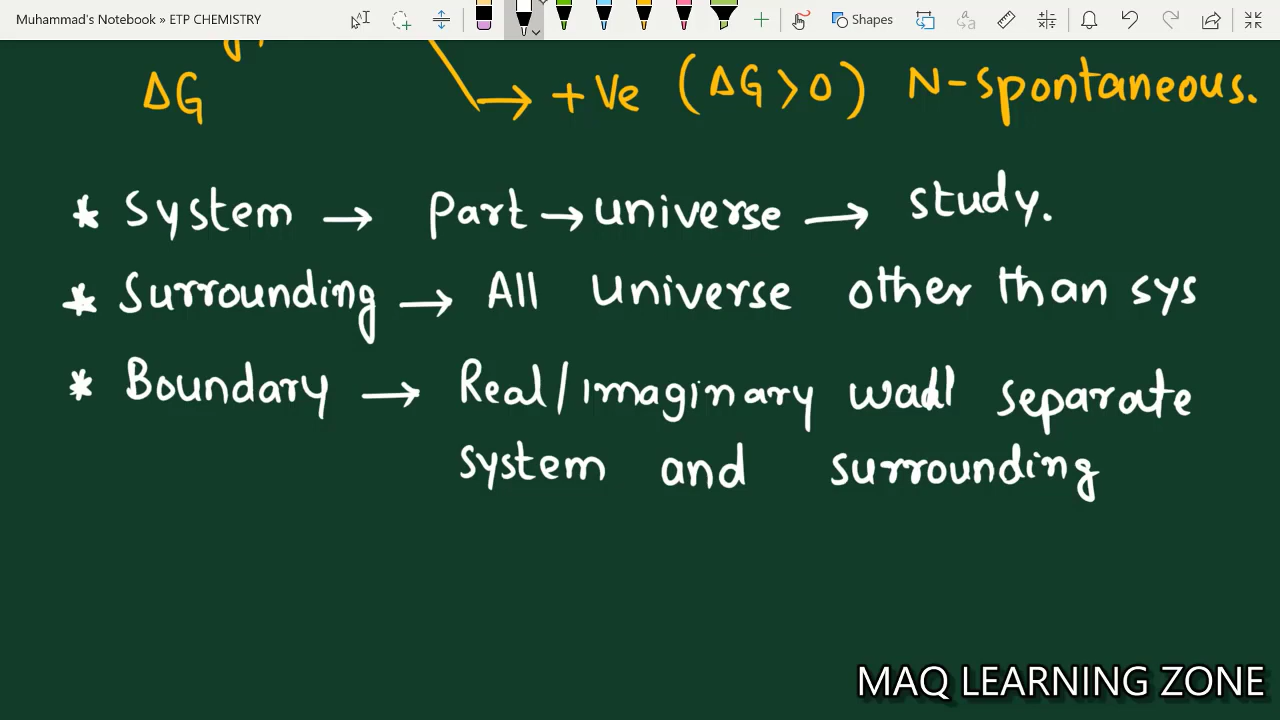 Muhammad's Notebook » ETP CHEMISTRY
Shapes
ΔG
→ +Ve (ΔG > 0) N-spontaneous.
* System → Part → universe → study.
* Surrounding → All universe other than sys
* Boundary → Real/imaginary wall separate
system and surrounding
MAQ LEARNING ZONE